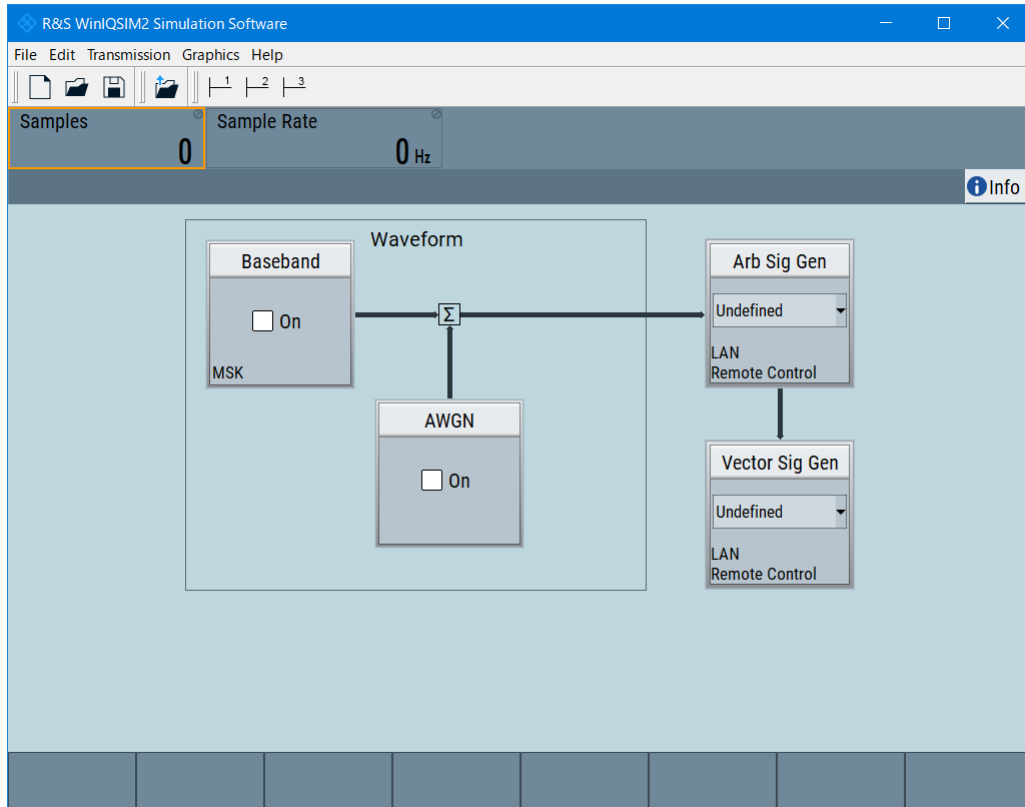 R&S WinIQSIM2 Simulation Software
File Edit Transmission Graphics Help
1 2 3
Samples
0
Sample Rate
0 Hz
Info
Waveform
Baseband
On
MSK
Σ
AWGN
On
Arb Sig Gen
Undefined
LAN
Remote Control
Vector Sig Gen
Undefined
LAN
Remote Control